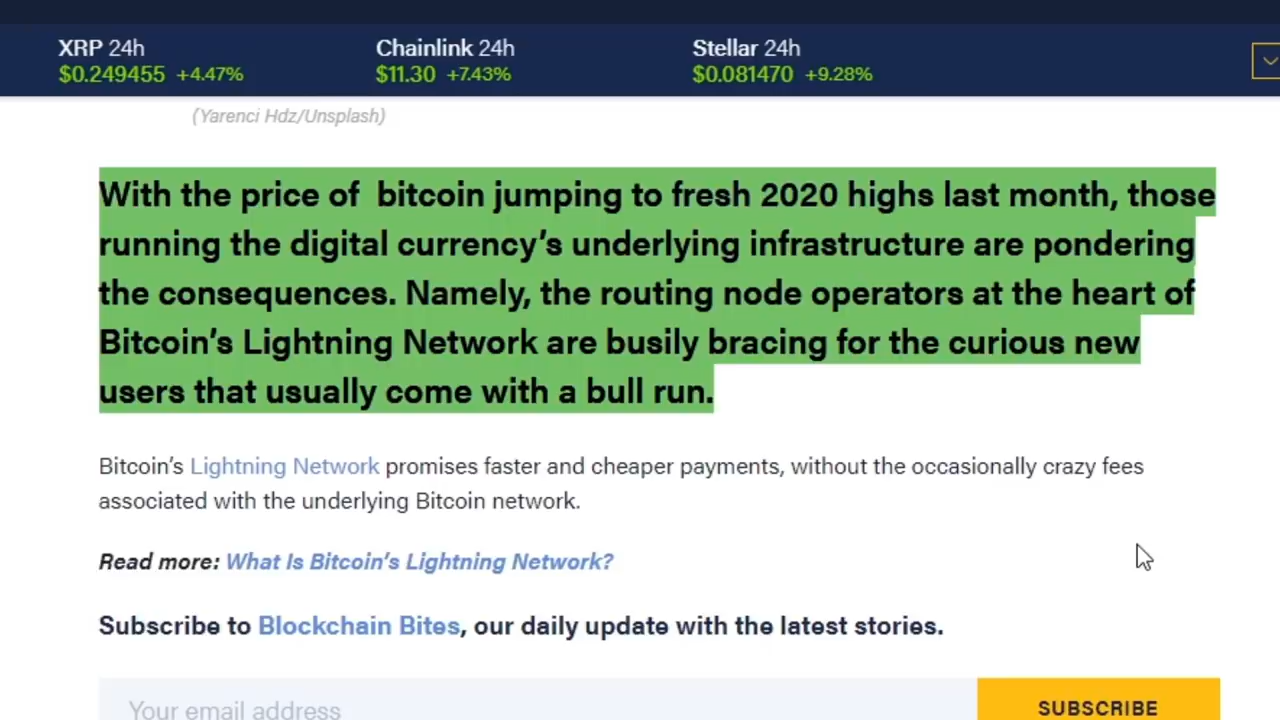 XRP 24h Chainlink 24h Stellar 24h
$0.249455 +4.47% $11.30 +7.43% $0.081470 +9.28%
(Yarenci Hdz/Unsplash)
With the price of bitcoin jumping to fresh 2020 highs last month, those
running the digital currency’s underlying infrastructure are pondering
the consequences. Namely, the routing node operators at the heart of
Bitcoin’s Lightning Network are busily bracing for the curious new
users that usually come with a bull run.
Bitcoin’s Lightning Network promises faster and cheaper payments, without the occasionally crazy fees
associated with the underlying Bitcoin network.
Read more: What Is Bitcoin’s Lightning Network?
Subscribe to Blockchain Bites, our daily update with the latest stories.
Your email address
SUBSCRIBE